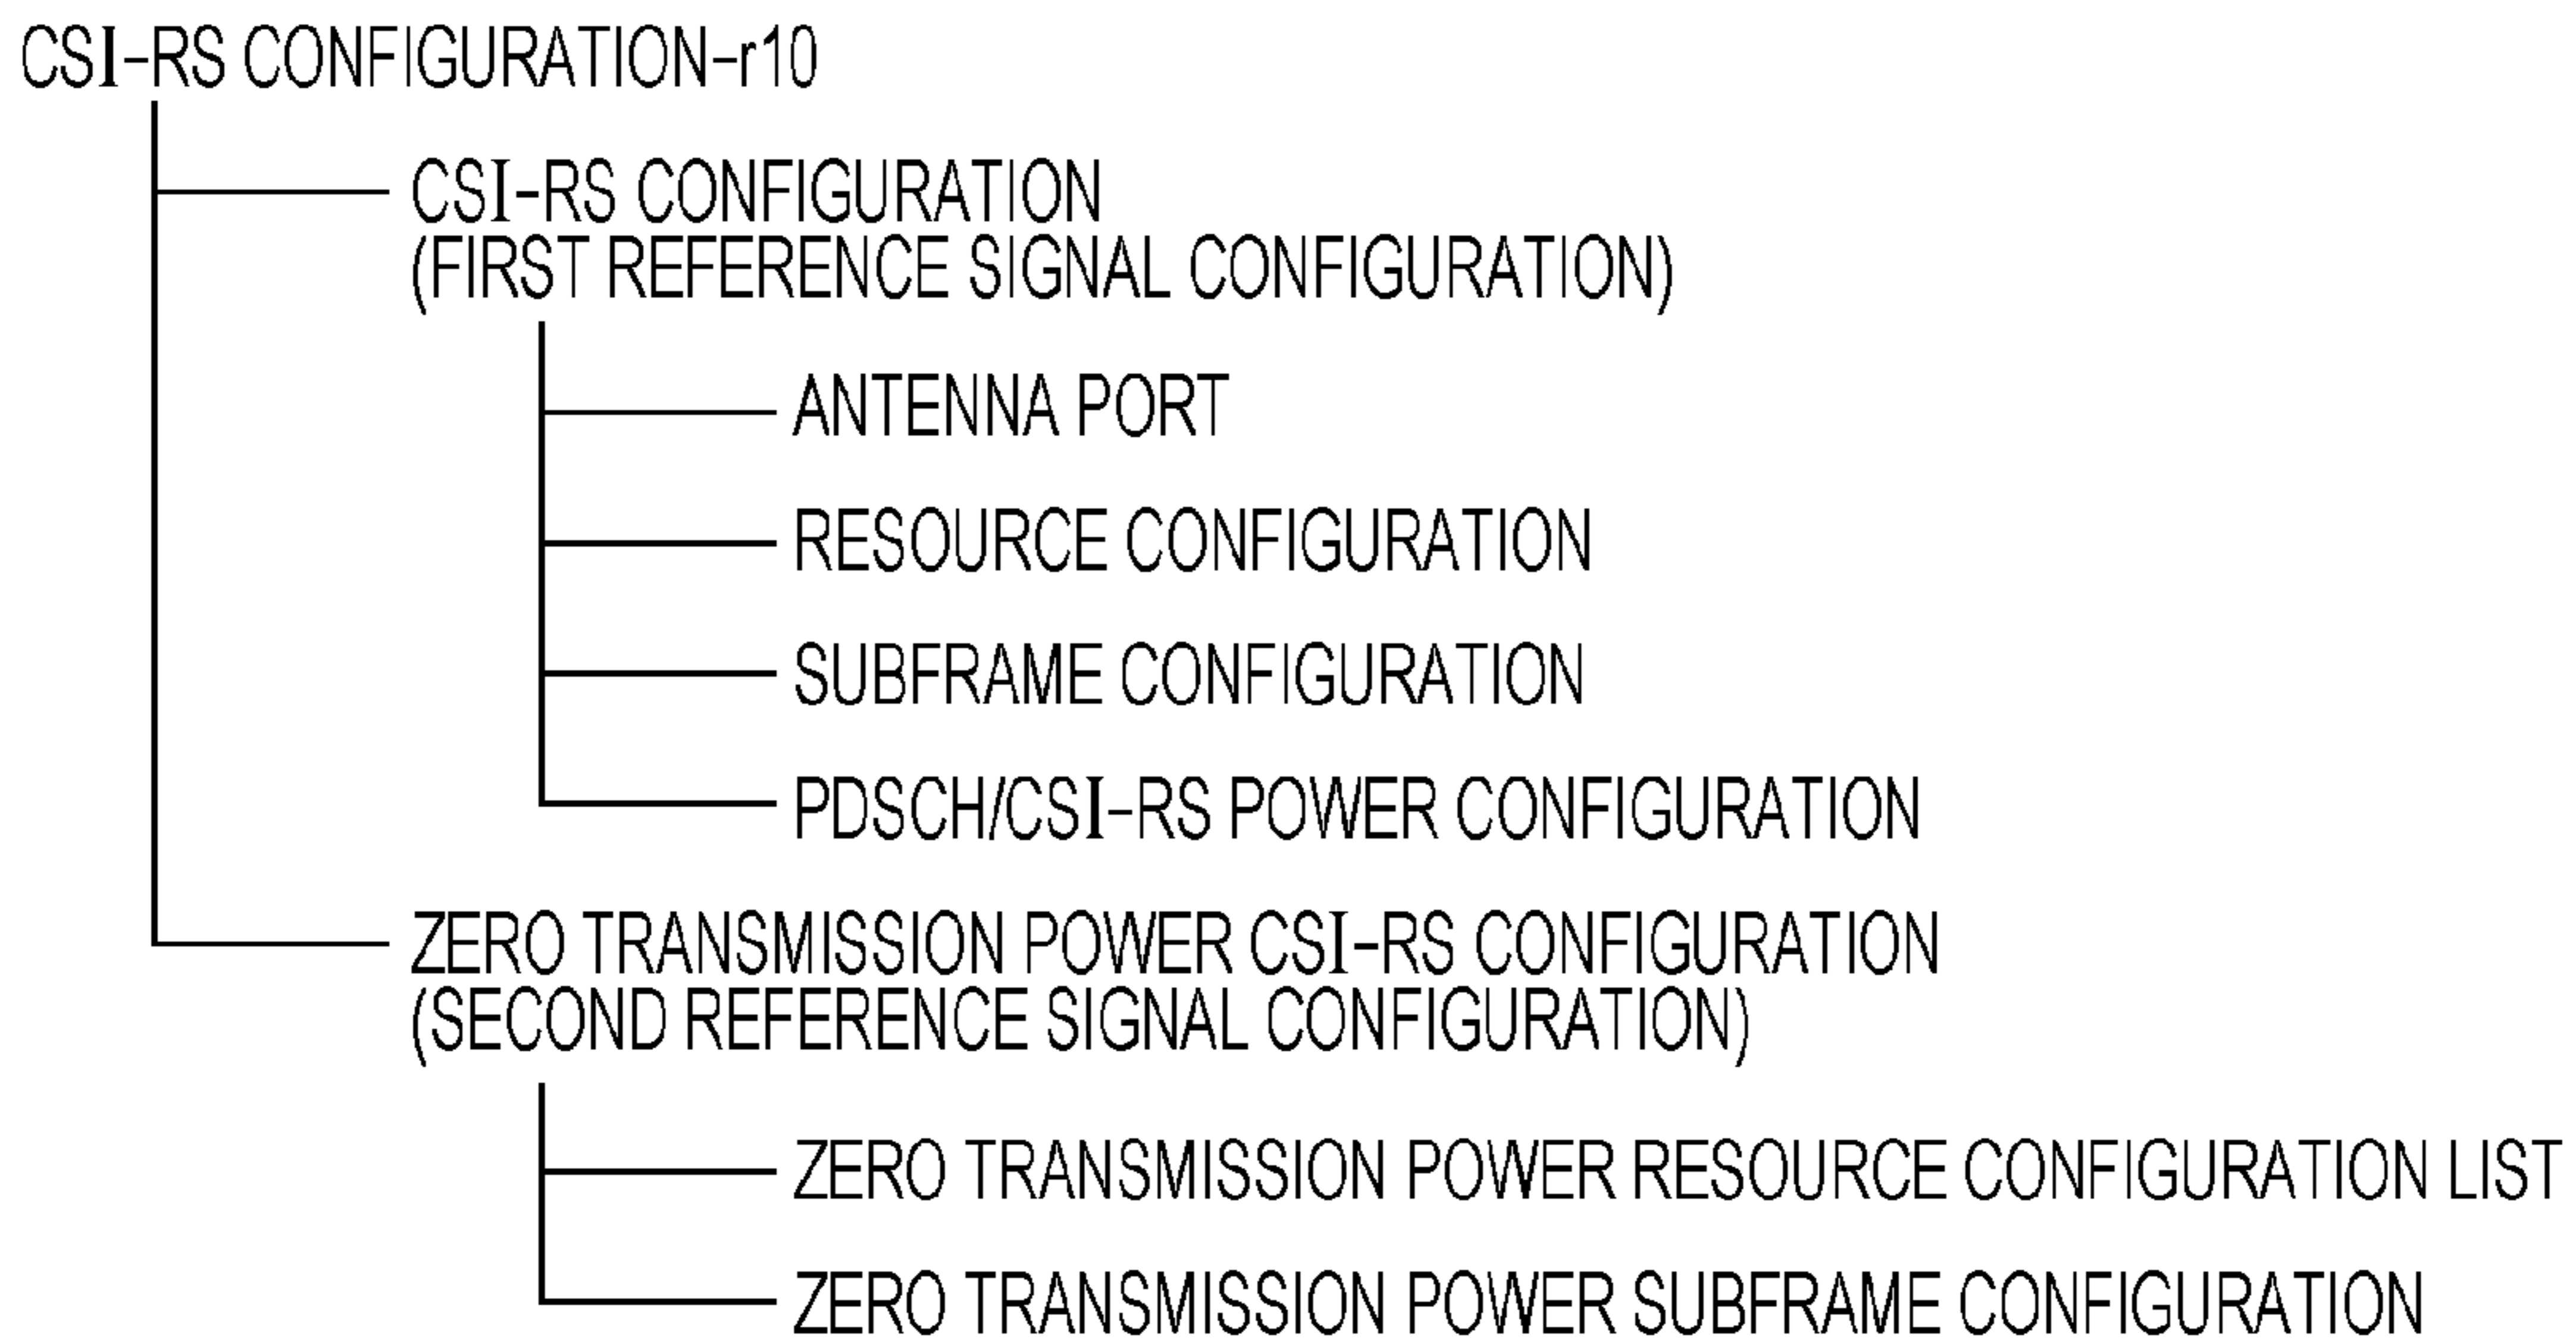 CSI-RS CONFIGURATION-r10
CSI-RS CONFIGURATION
(FIRST REFERENCE SIGNAL CONFIGURATION)
ANTENNA PORT
RESOURCE CONFIGURATION
SUBFRAME CONFIGURATION
PDSCH/CSI-RS POWER CONFIGURATION
ZERO TRANSMISSION POWER CSI-RS CONFIGURATION
(SECOND REFERENCE SIGNAL CONFIGURATION)
ZERO TRANSMISSION POWER RESOURCE CONFIGURATION LIST
ZERO TRANSMISSION POWER SUBFRAME CONFIGURATION